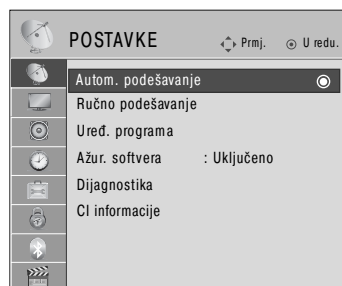 POSTAVKE Prmj. U redu.
Autom. podešavanje
Ručno podešavanje
Uređ. programa
Ažur. softvera : Uključeno
Dijagnostika
CI informacije